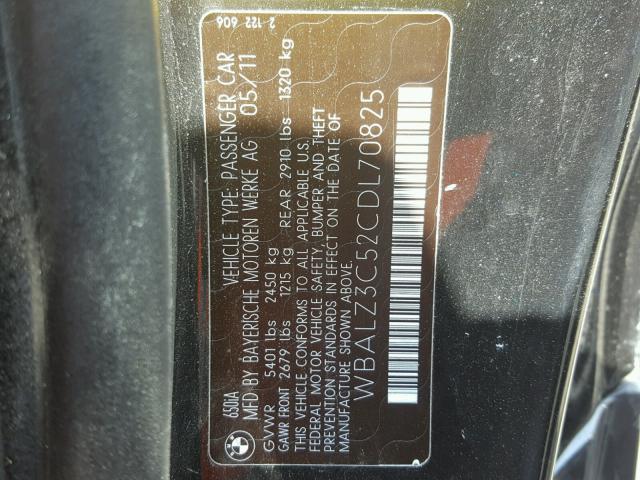 650iA
2 122 606
VEHICLE TYPE: PASSENGER CAR
MFD BY BAYERISCHE MOTOREN WERKE AG 05/11
GVWR 5401 lbs 2450 kg
GAWR FRONT 2679 lbs 1215 kg REAR 2910 lbs 1320 kg
THIS VEHICLE CONFORMS TO ALL APPLICABLE U.S.
FEDERAL MOTOR VEHICLE SAFETY, BUMPER AND THEFT
PREVENTION STANDARDS IN EFFECT ON THE DATE OF
MANUFACTURE SHOWN ABOVE.
WBALZ3C52CDL70825
A